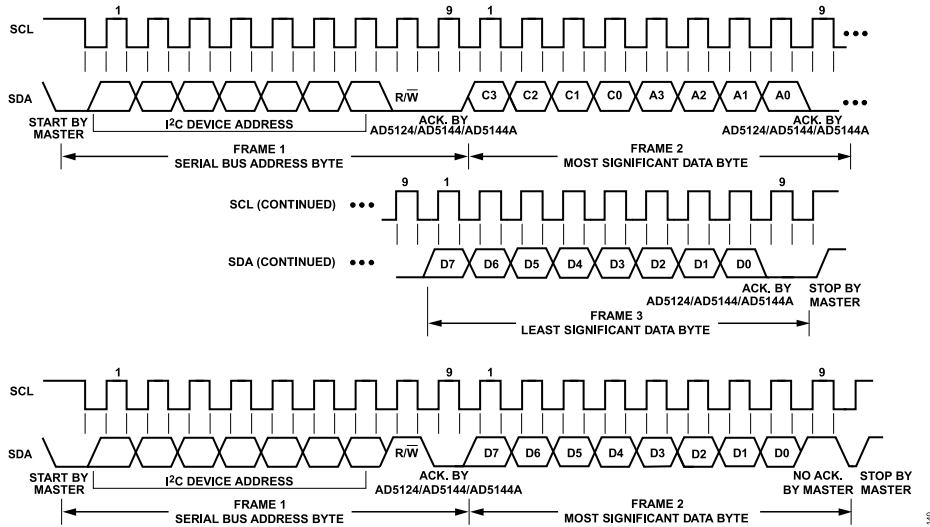 1 9 1 9
SCL
SDA R/W̅ C3 C2 C1 C0 A3 A2 A1 A0
START BY MASTER
I²C DEVICE ADDRESS
ACK. BY AD5124/AD5144/AD5144A
ACK. BY AD5124/AD5144/AD5144A
FRAME 1
SERIAL BUS ADDRESS BYTE
FRAME 2
MOST SIGNIFICANT DATA BYTE
9 1 9
SCL (CONTINUED)
SDA (CONTINUED) D7 D6 D5 D4 D3 D2 D1 D0
ACK. BY AD5124/AD5144/AD5144A
STOP BY MASTER
FRAME 3
LEAST SIGNIFICANT DATA BYTE
1 9 1 9
SCL
SDA R/W̅ D7 D6 D5 D4 D3 D2 D1 D0
START BY MASTER
I²C DEVICE ADDRESS
ACK. BY AD5124/AD5144/AD5144A
NO ACK. BY MASTER
STOP BY MASTER
FRAME 1
SERIAL BUS ADDRESS BYTE
FRAME 2
MOST SIGNIFICANT DATA BYTE